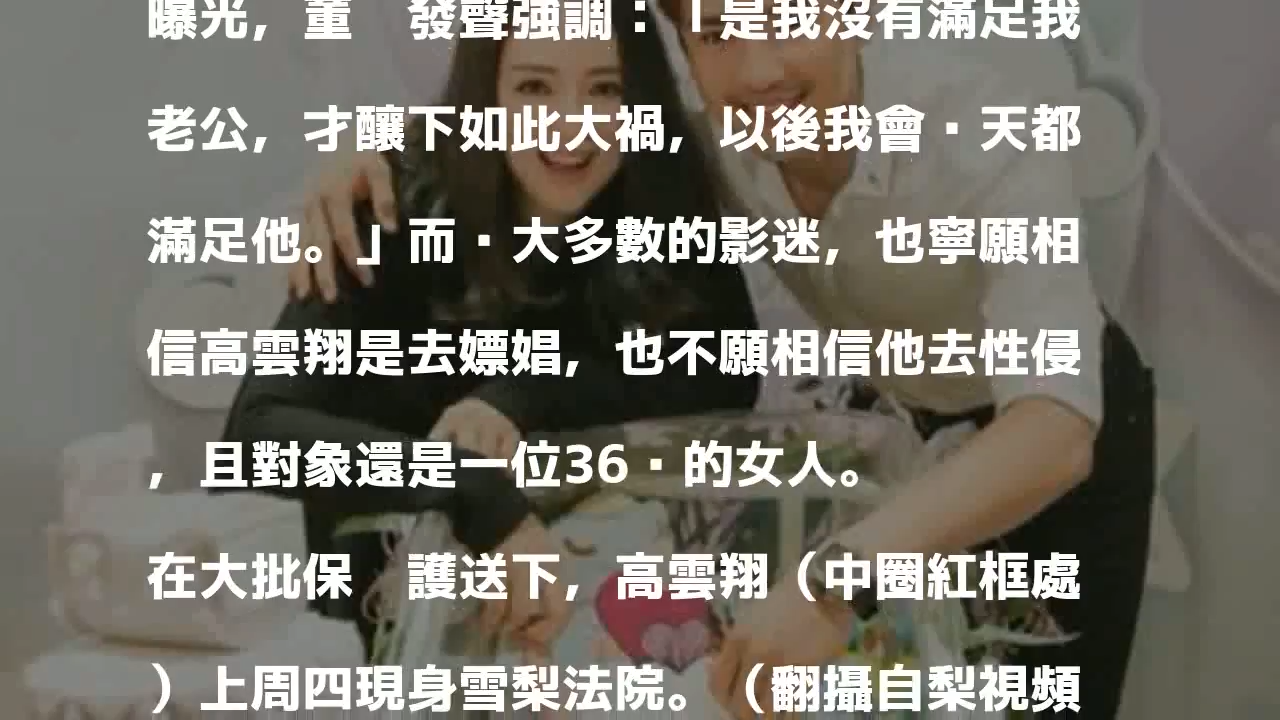 曝光，董 發聲強調：「是我沒有滿足我
老公，才釀下如此大禍，以後我會▪天都
滿足他。」而▪大多數的影迷，也寧願相
信高雲翔是去嫖娼，也不願相信他去性侵
，且對象還是一位36▪的女人。
在大批保 護送下，高雲翔（中圈紅框處
）上周四現身雪梨法院。（翻攝自梨視頻